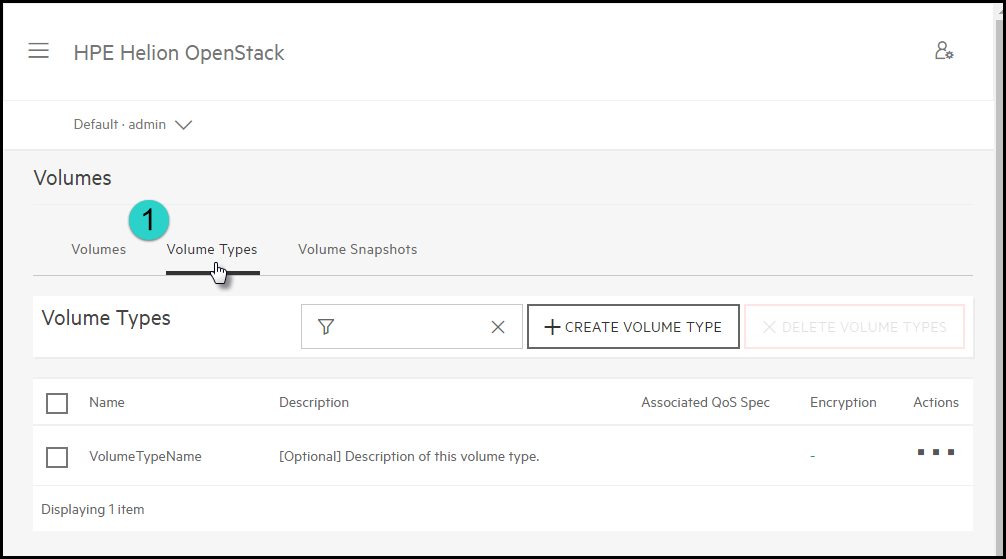 HPE Helion OpenStack
Default · admin
Volumes
1
Volumes Volume Types Volume Snapshots
Volume Types CREATE VOLUME TYPE DELETE VOLUME TYPES
Name Description Associated QoS Spec Encryption Actions
VolumeTypeName [Optional] Description of this volume type. -
Displaying 1 item